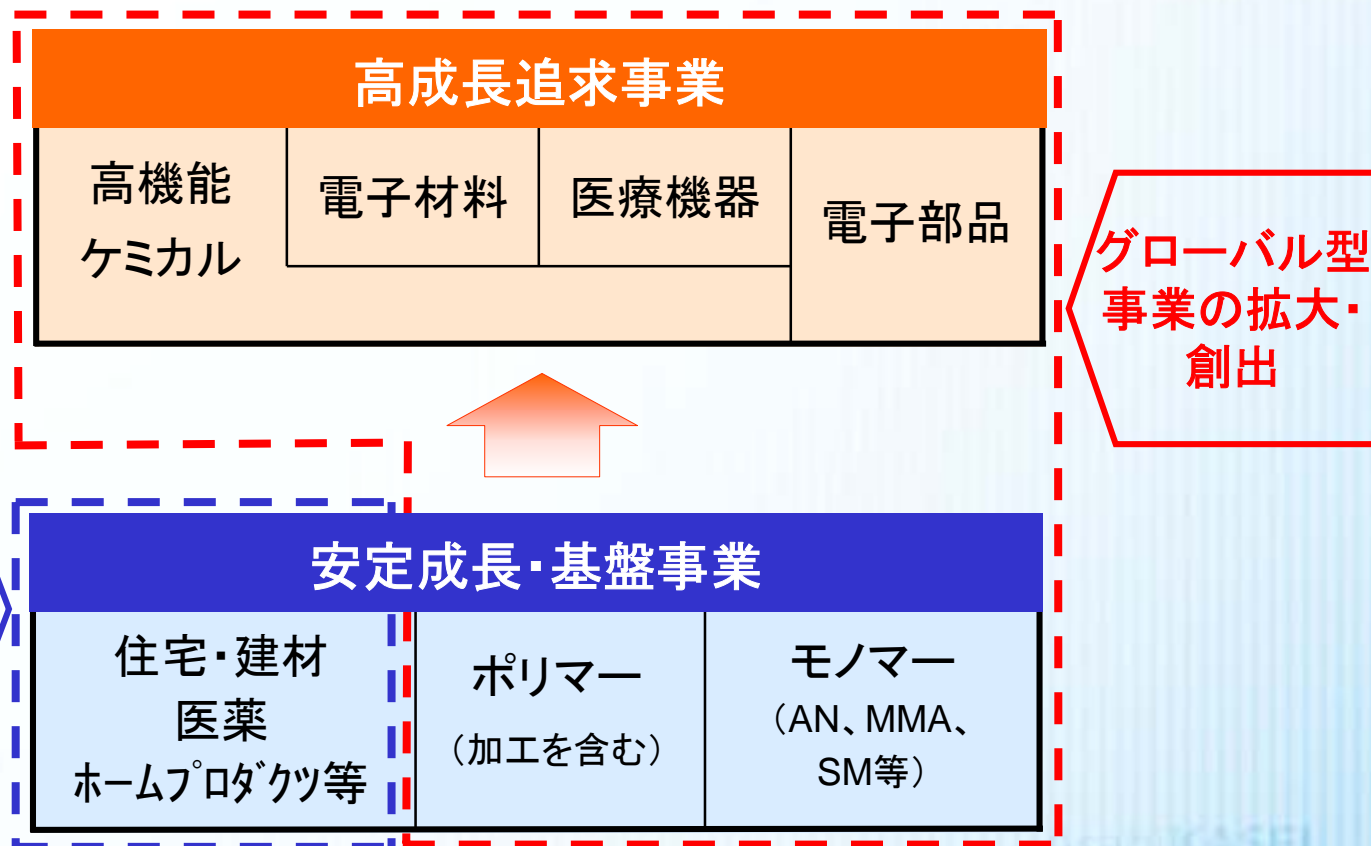 高成長追求事業
高機能
ケミカル
電子材料
医療機器
電子部品
グローバル型
事業の拡大・
創出
安定成長・基盤事業
住宅・建材
医薬
ホームプロダクツ等
ポリマー
（加工を含む）
モノマー
（AN、MMA、
SM等）